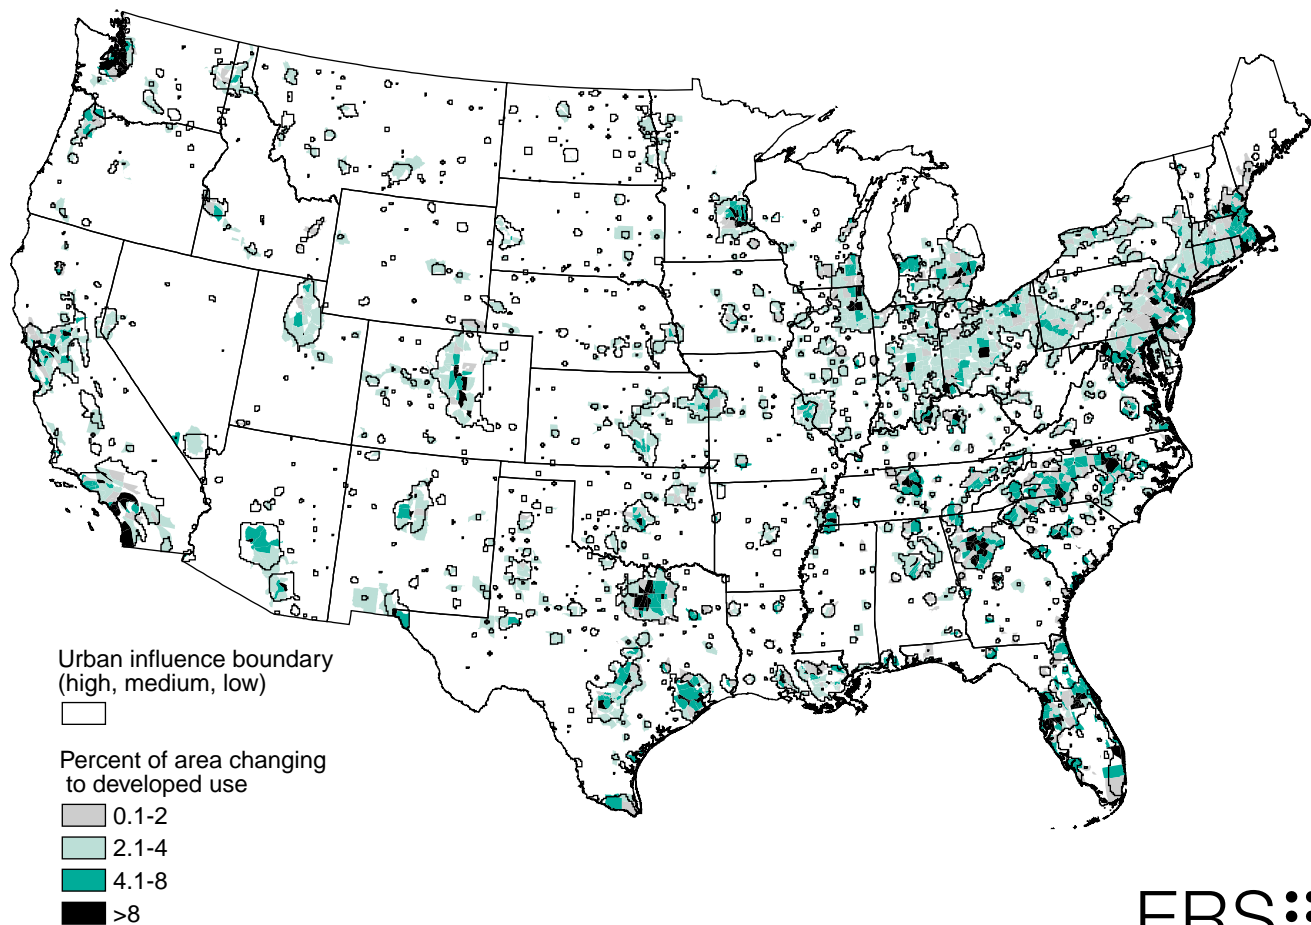 Urban influence boundary
(high, medium, low)
Percent of area changing
to developed use
0.1-2
2.1-4
4.1-8
>8
ERS